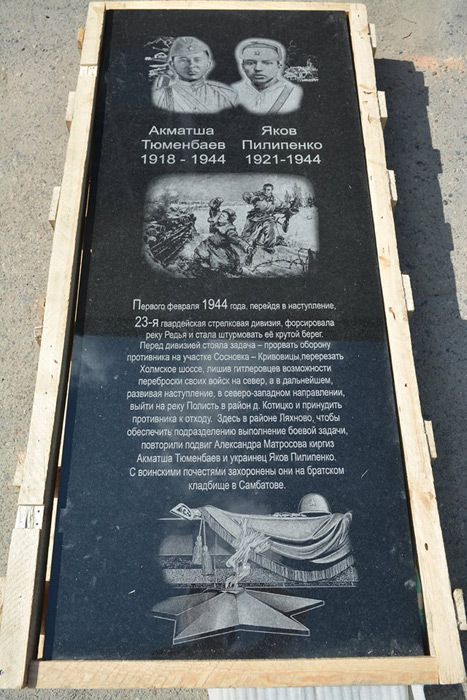 Акматша
Тюменбаев
1918 - 1944
Яков
Пилипенко
1921-1944
Первого февраля 1944 года, перейдя в наступление,
23-я гвардейская стрелковая дивизия, форсировала
реку Редья и стала штурмовать её крутой берег.
Перед дивизией стояла задача – прорвать оборону
противника на участке Сосновка – Кривовицы,перерезать
Холмское шоссе, лишив гитлеровцев возможности
переброски своих войск на север, а в дальнейшем,
развивая наступление, в северо-западном направлении,
выйти на реку Полисть в район д. Котицко и принудить
противника к отходу. Здесь в районе Ляхново, чтобы
обеспечить подразделению выполнение боевой задачи,
повторили подвиг Александра Матросова киргиз
Акматша Тюменбаев и украинец Яков Пилипенко.
С воинскими почестями захоронены они на братском
кладбище в Самбатове.